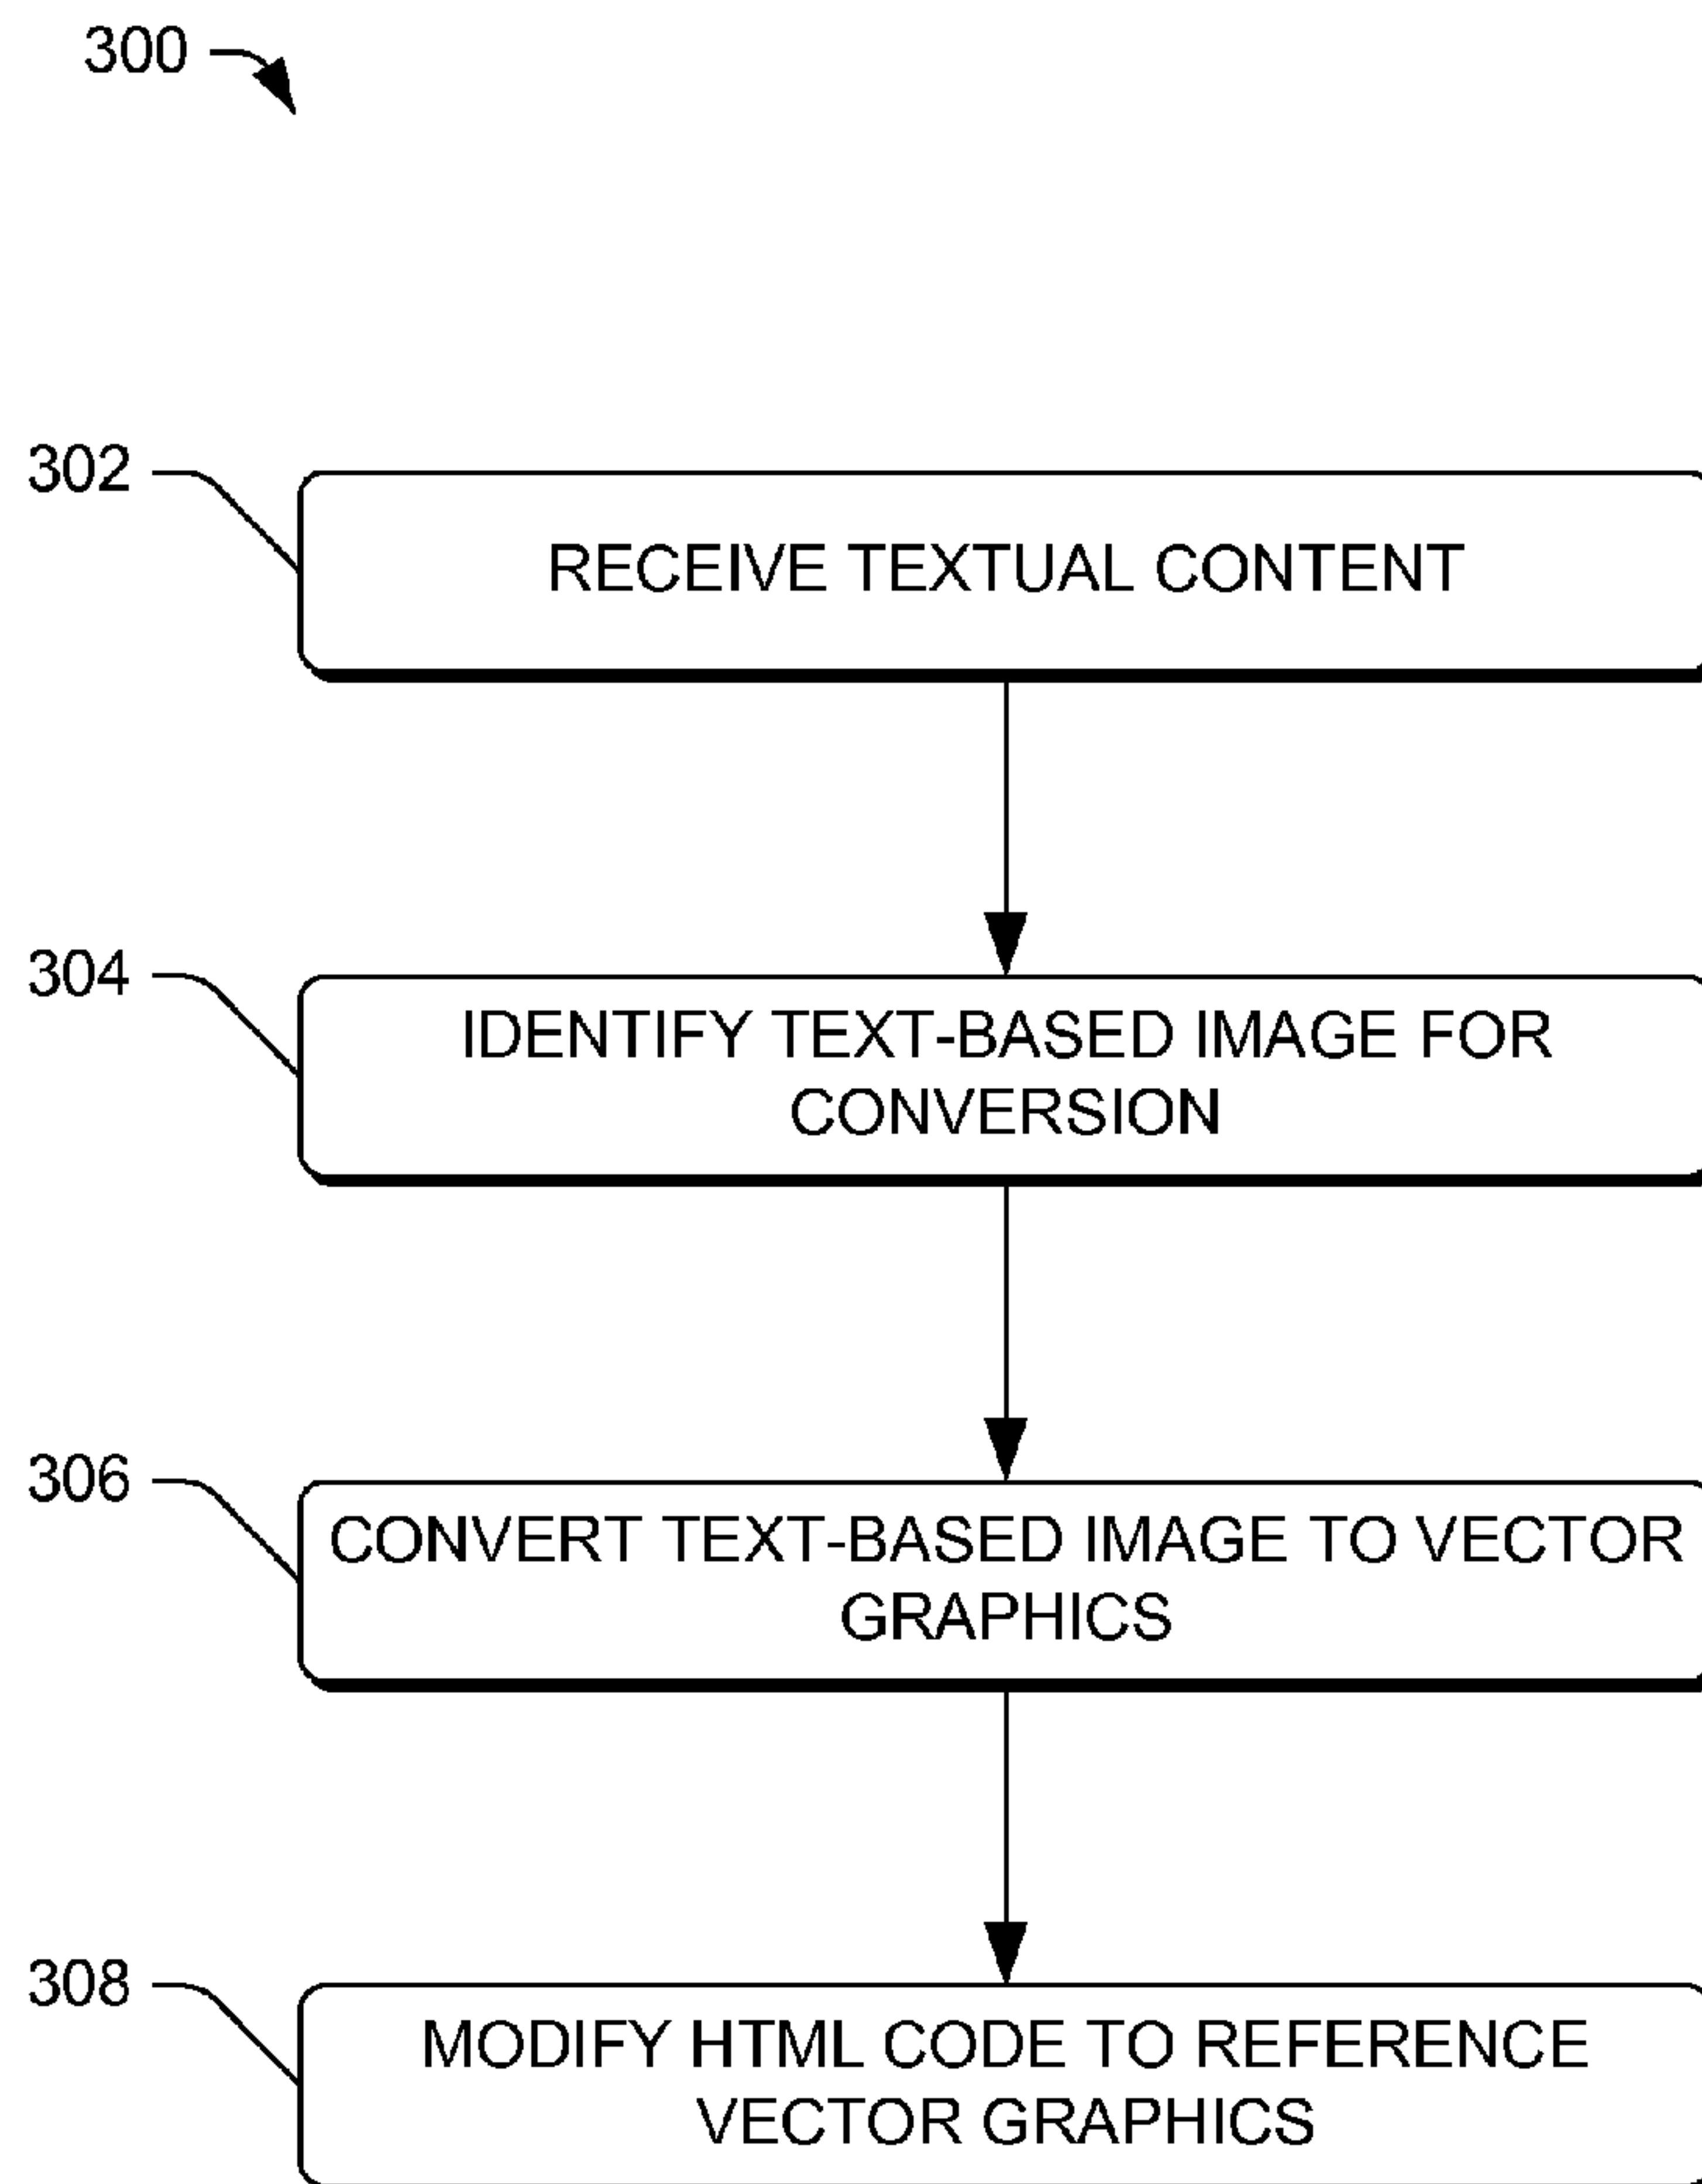 300
302
RECEIVE TEXTUAL CONTENT
304
IDENTIFY TEXT-BASED IMAGE FOR
CONVERSION
306
CONVERT TEXT-BASED IMAGE TO VECTOR
GRAPHICS
308
MODIFY HTML CODE TO REFERENCE
VECTOR GRAPHICS